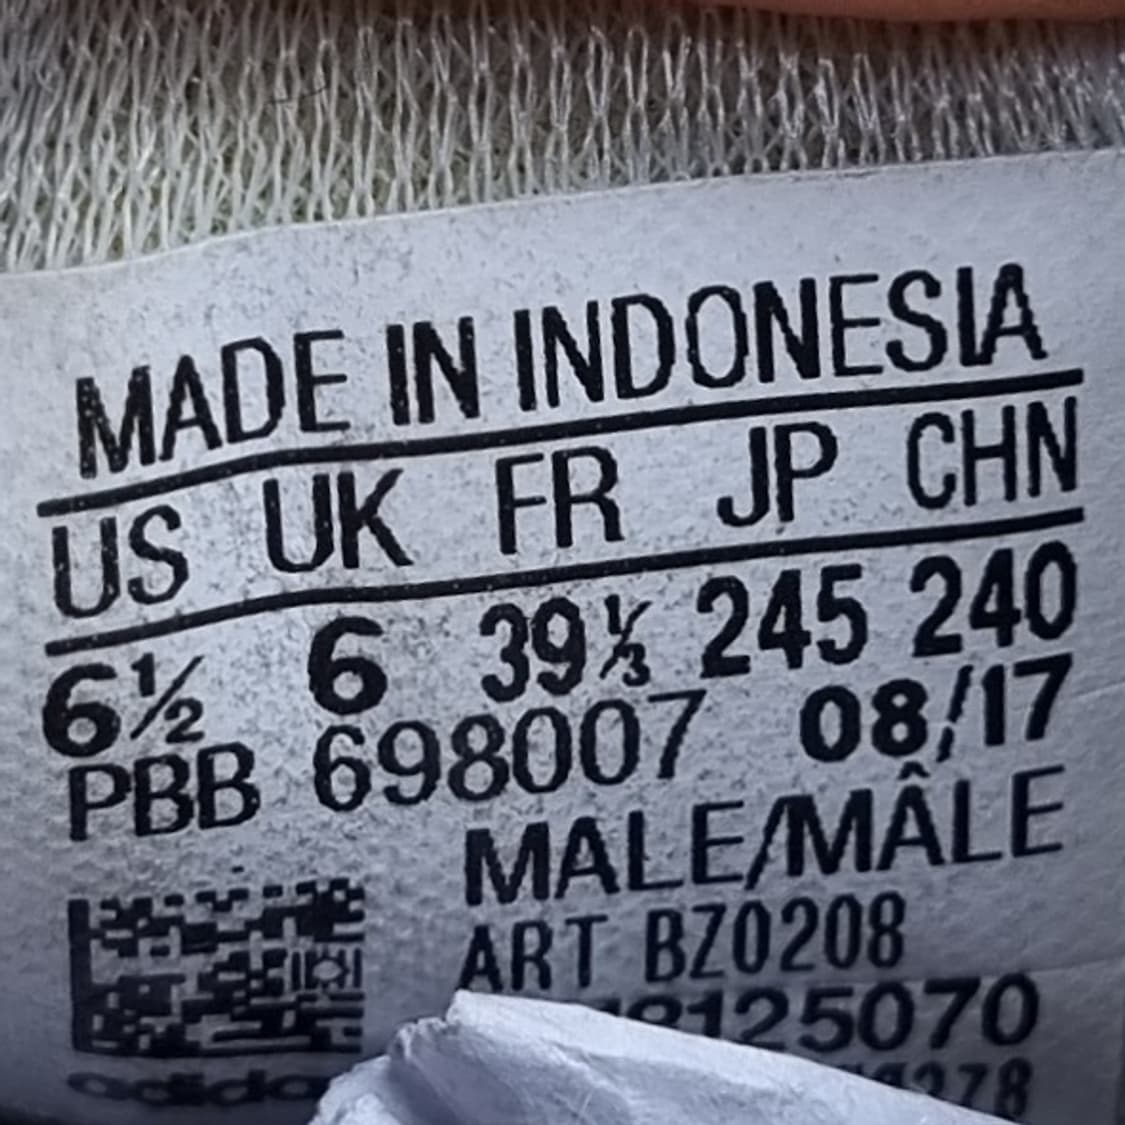 MADE IN INDONESIA
US UK FR JP CHN
6½ 6 39⅓ 245 240
PBB 698007 08/17
MALE/MÂLE
ART BZ0208